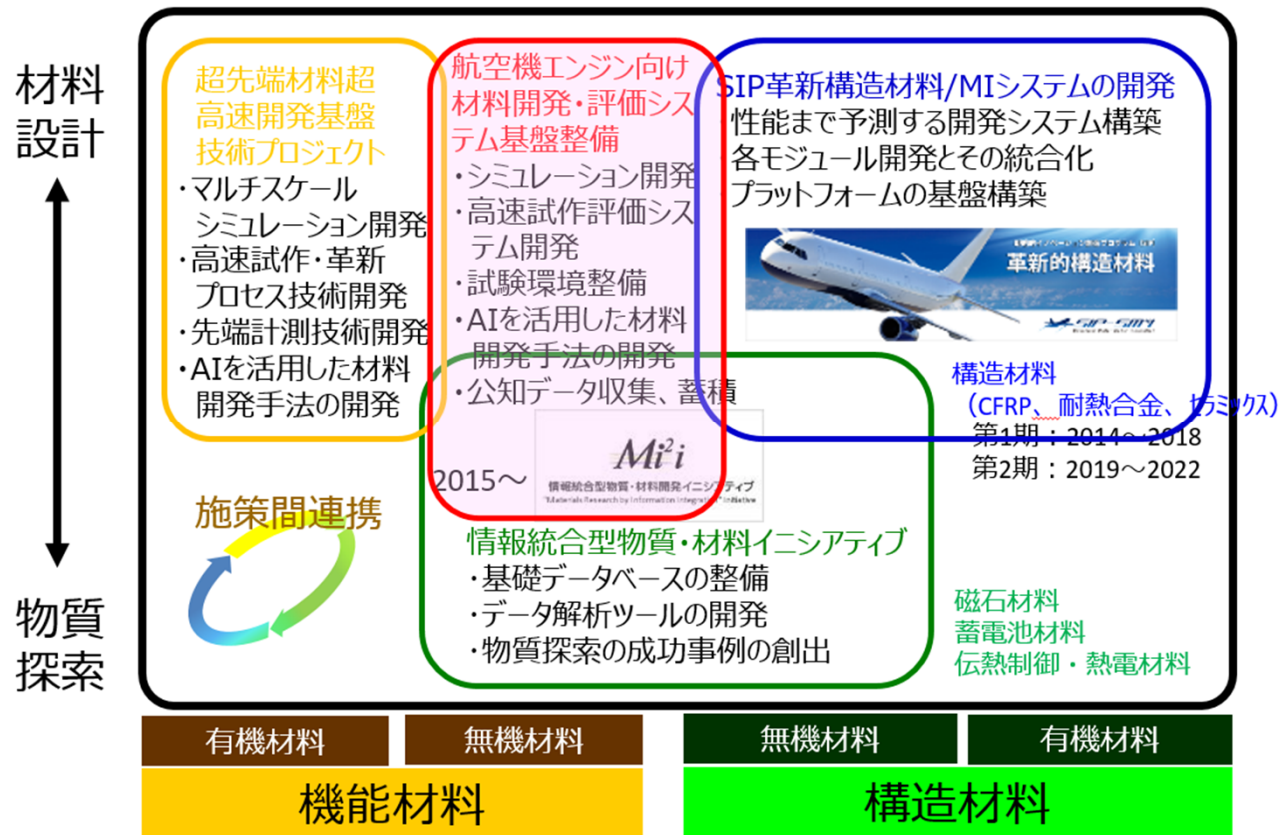 材料
設計
物質
探索
超先端材料超
高速開発基盤
技術プロジェクト
・マルチスケール
シミュレーション開発
・高速試作・革新
プロセス技術開発
・先端計測技術開発
・AIを活用した材料
開発手法の開発
航空機エンジン向け
材料開発・評価シス
テム基盤整備
・シミュレーション開発
・高速試作評価シス
テム開発
・試験環境整備
・AIを活用した材料
開発手法の開発
・公知データ収集、蓄積
2015～
SIP革新構造材料/MIシステムの開発
・性能まで予測する開発システム構築
・各モジュール開発とその統合化
・プラットフォームの基盤構築
革新的構造材料
SIP-SM4I
構造材料
（CFRP、耐熱合金、セラミックス）
第1期：2014～2018
第2期：2019～2022
Mi²i
情報統合型物質・材料開発イニシアティブ
"Materials Research by Information Integration" Initiative
情報統合型物質・材料イニシアティブ
・基礎データベースの整備
・データ解析ツールの開発
・物質探索の成功事例の創出
施策間連携
磁石材料
蓄電池材料
伝熱制御・熱電材料
有機材料
無機材料
無機材料
有機材料
機能材料
構造材料